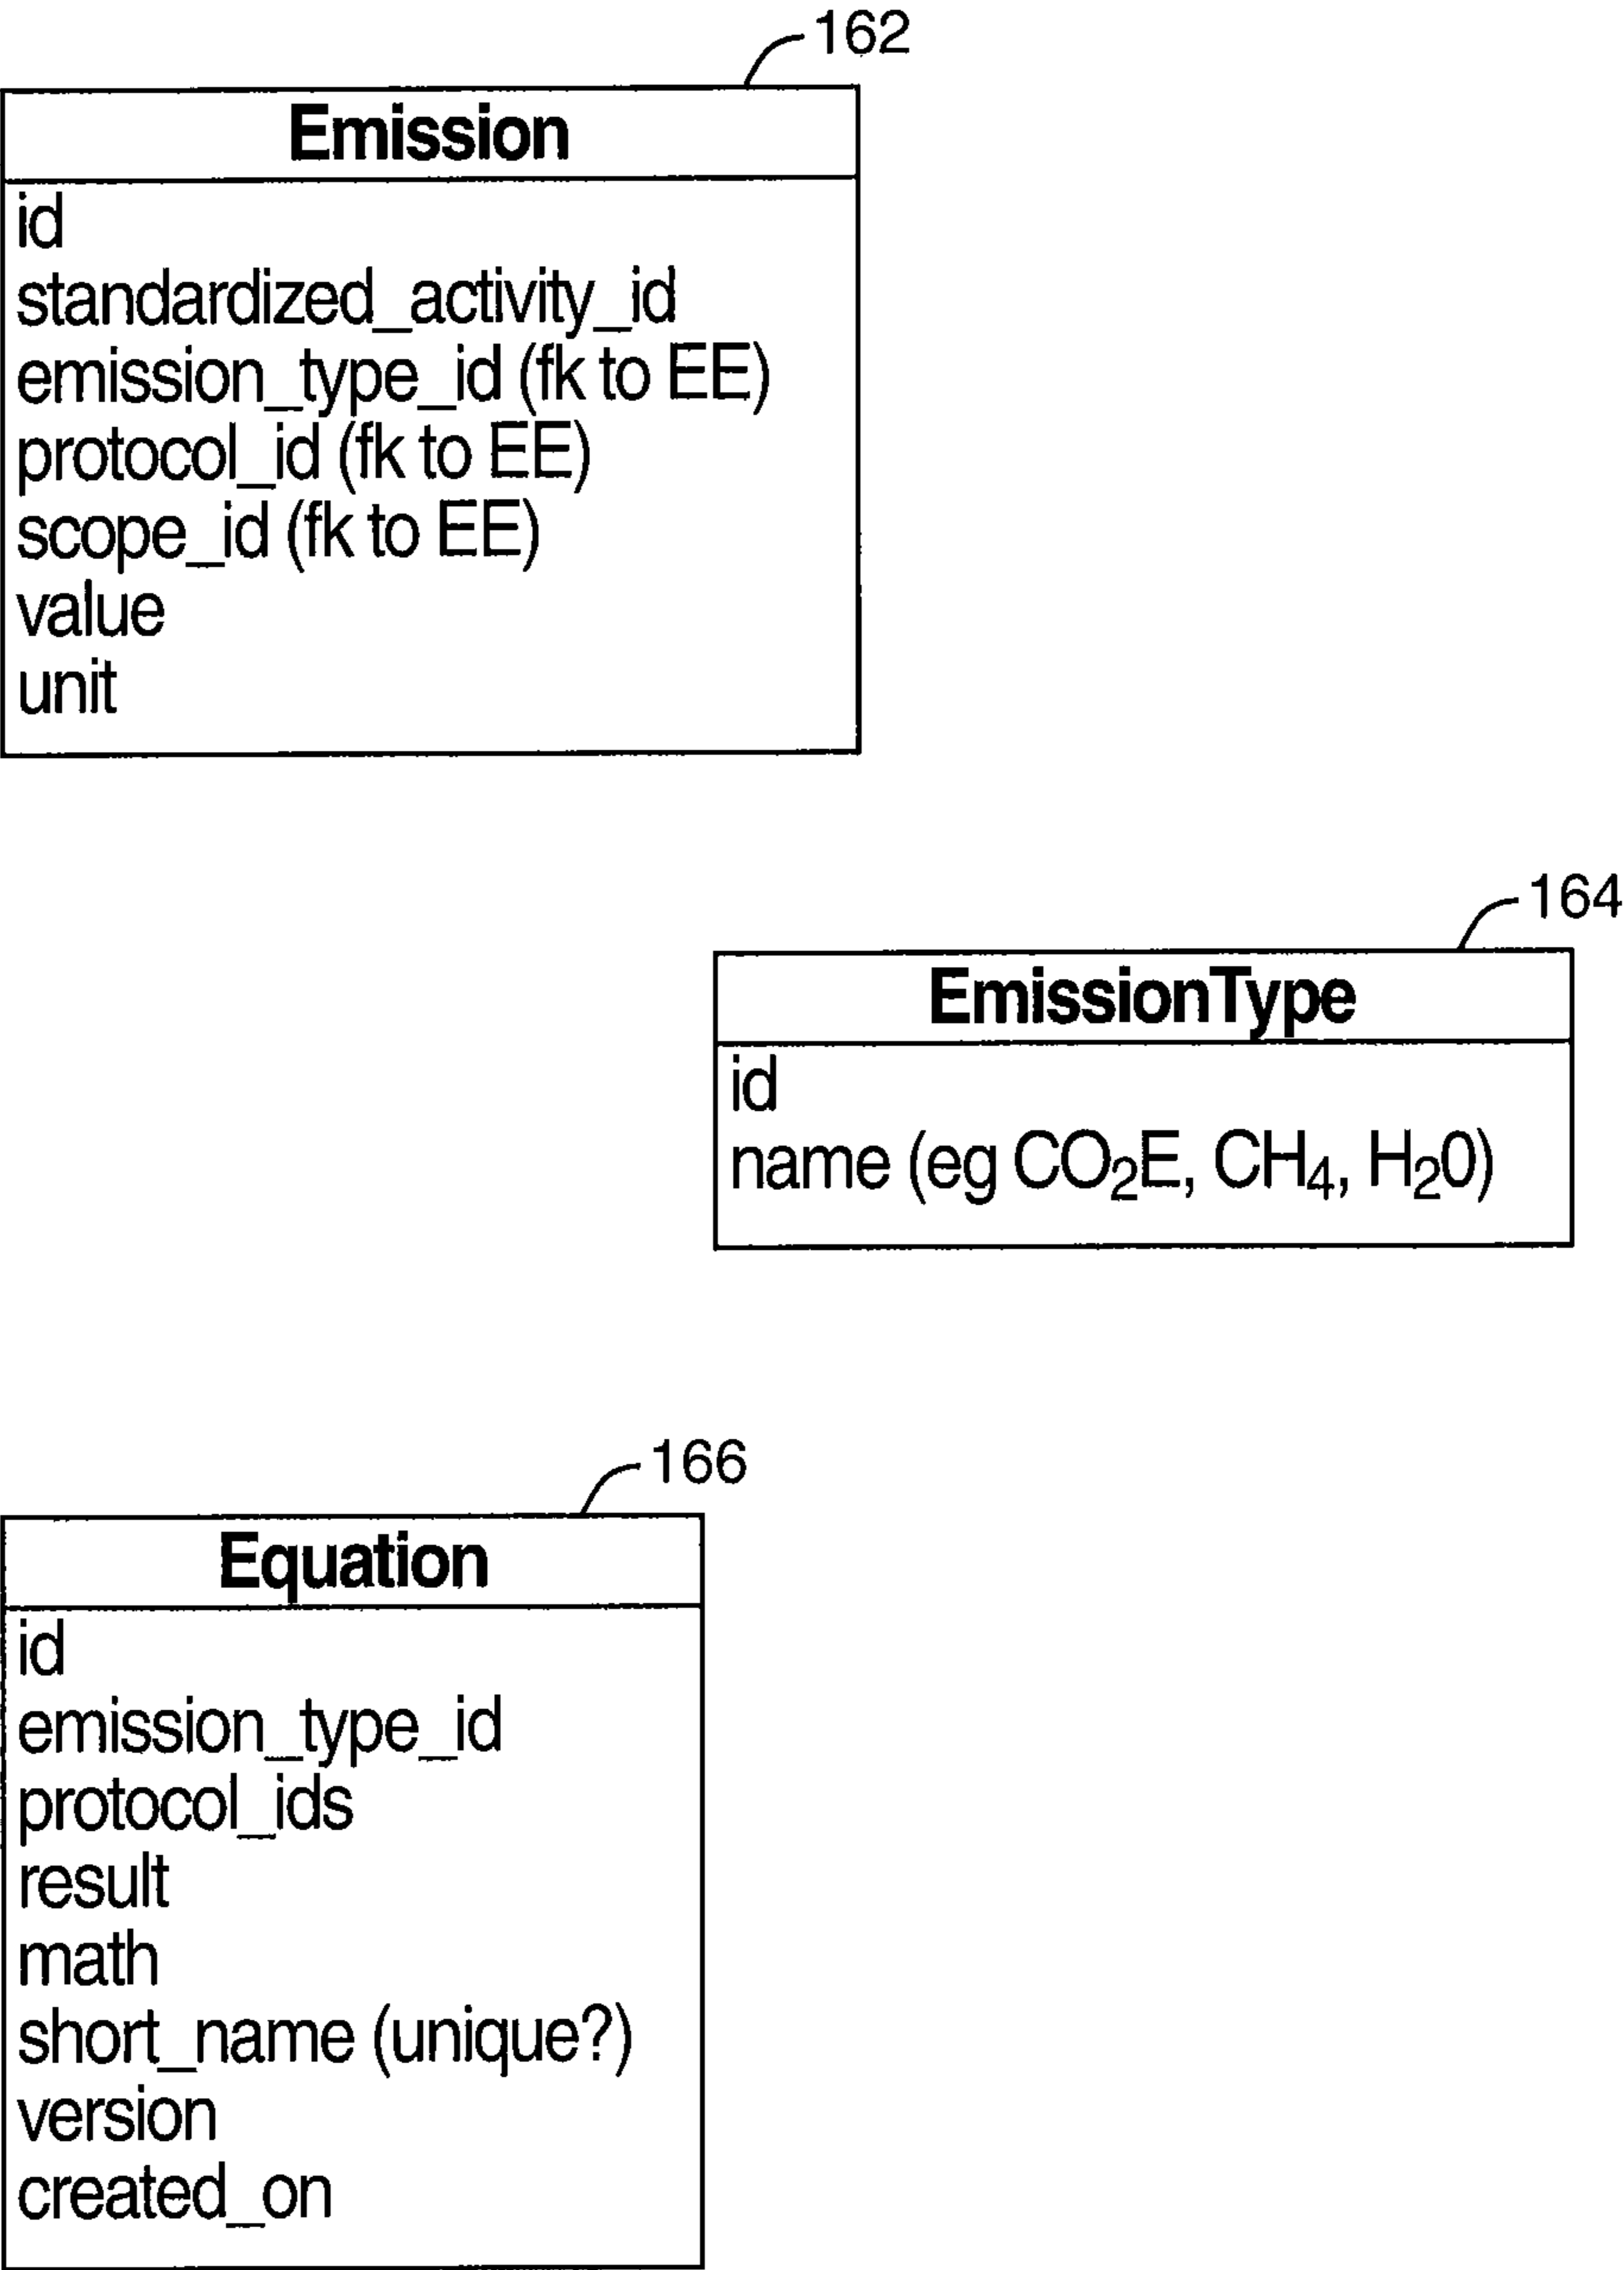 162
Emission
id
standardized_activity_id
emission_type_id (fk to EE)
protocol_id (fk to EE)
scope_id (fk to EE)
value
unit
164
EmissionType
id
name (eg CO₂E, CH₄, H₂0)
166
Equation
id
emission_type_id
protocol_ids
result
math
short_name (unique?)
version
created_on